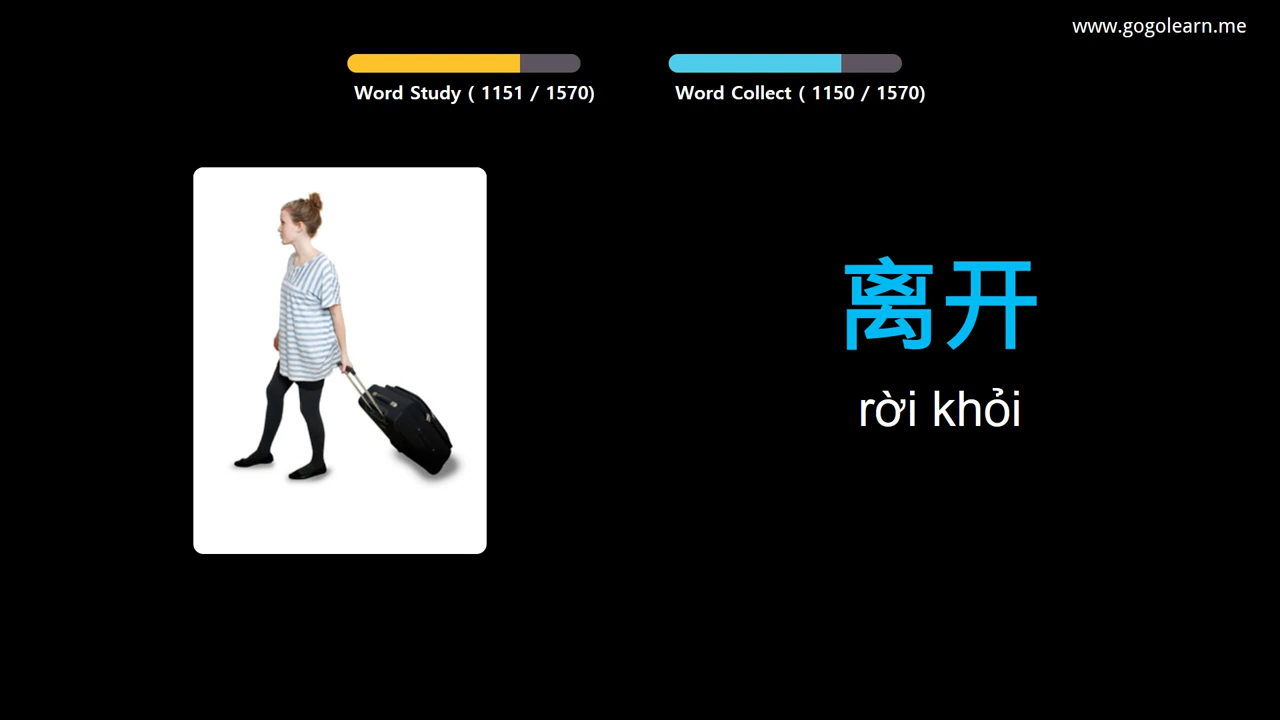 www.gogolearn.me
Word Study ( 1151 / 1570)
Word Collect ( 1150 / 1570)
离开
rời khỏi